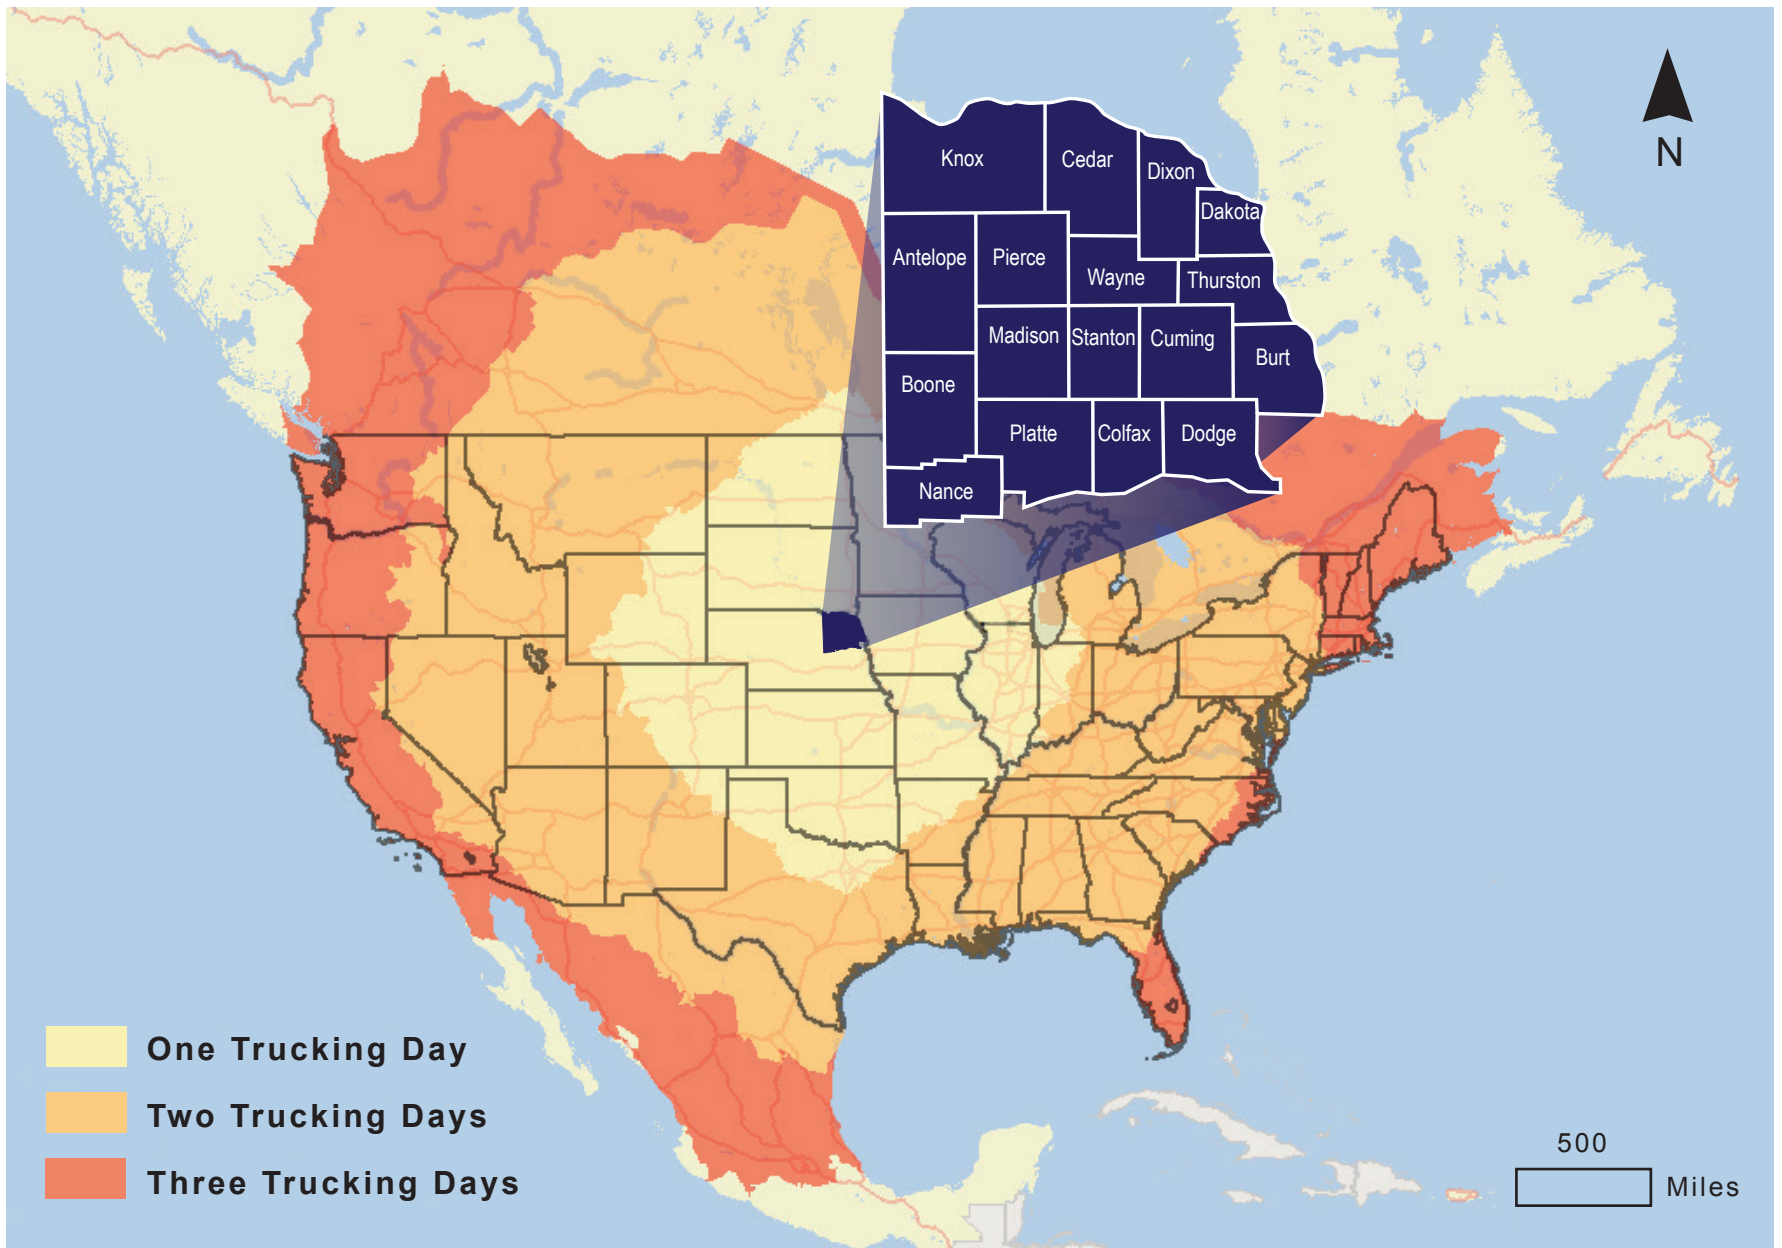 N
Knox
Cedar
Dixon
Dakota
Antelope
Pierce
Wayne
Thurston
Madison
Stanton
Cuming
Burt
Boone
Platte
Colfax
Dodge
Nance
One Trucking Day
Two Trucking Days
Three Trucking Days
500
Miles